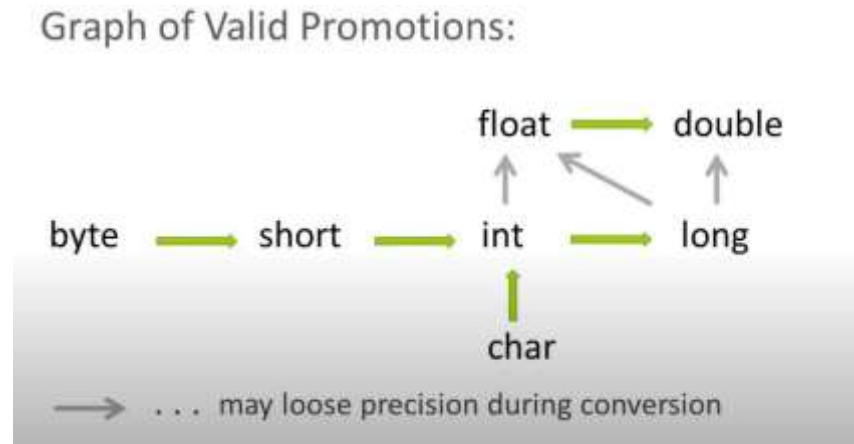 Graph of Valid Promotions:
float double
byte short int long
char
. . . may loose precision during conversion